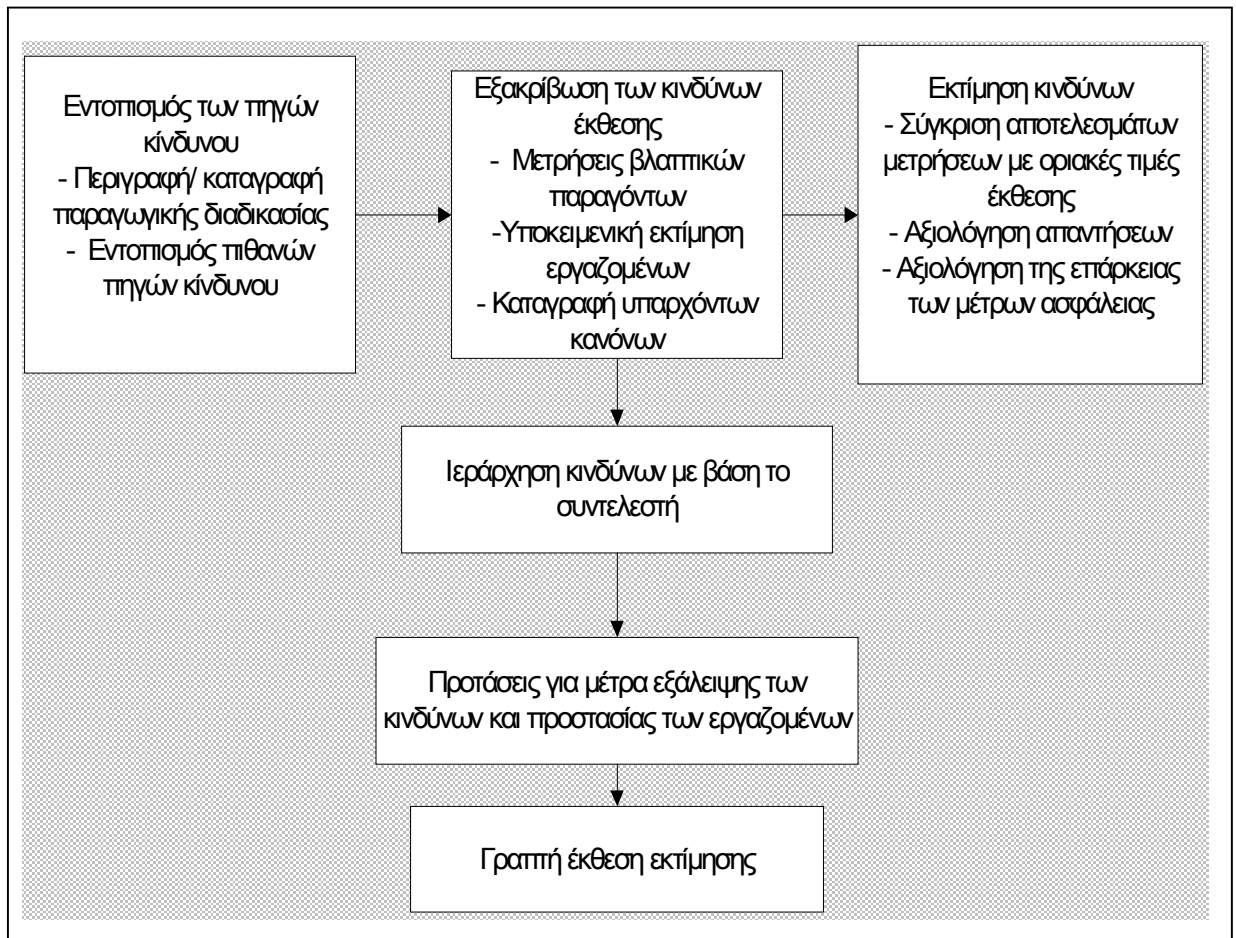 Εντοπισμός των πηγών
κίνδυνου
- Περιγραφή/ καταγραφή
παραγωγικής διαδικασίας
- Εντοπισμός πιθανών
πηγών κίνδυνου
Εξακρίβωση των κινδύνων
έκθεσης
- Μετρήσεις βλαπτικών
παραγόντων
-Υποκειμενική εκτίμηση
εργαζομένων
- Καταγραφή υπαρχόντων
κανόνων
Εκτίμηση κινδύνων
- Σύγκριση αποτελεσμάτων
μετρήσεων με οριακές τιμές
έκθεσης
- Αξιολόγηση απαντήσεων
- Αξιολόγηση της επάρκειας
των μέτρων ασφάλειας
Ιεράρχηση κινδύνων με βάση το
συντελεστή
Προτάσεις για μέτρα εξάλειψης των
κινδύνων και προστασίας των εργαζομένων
Γραπτή έκθεση εκτίμησης